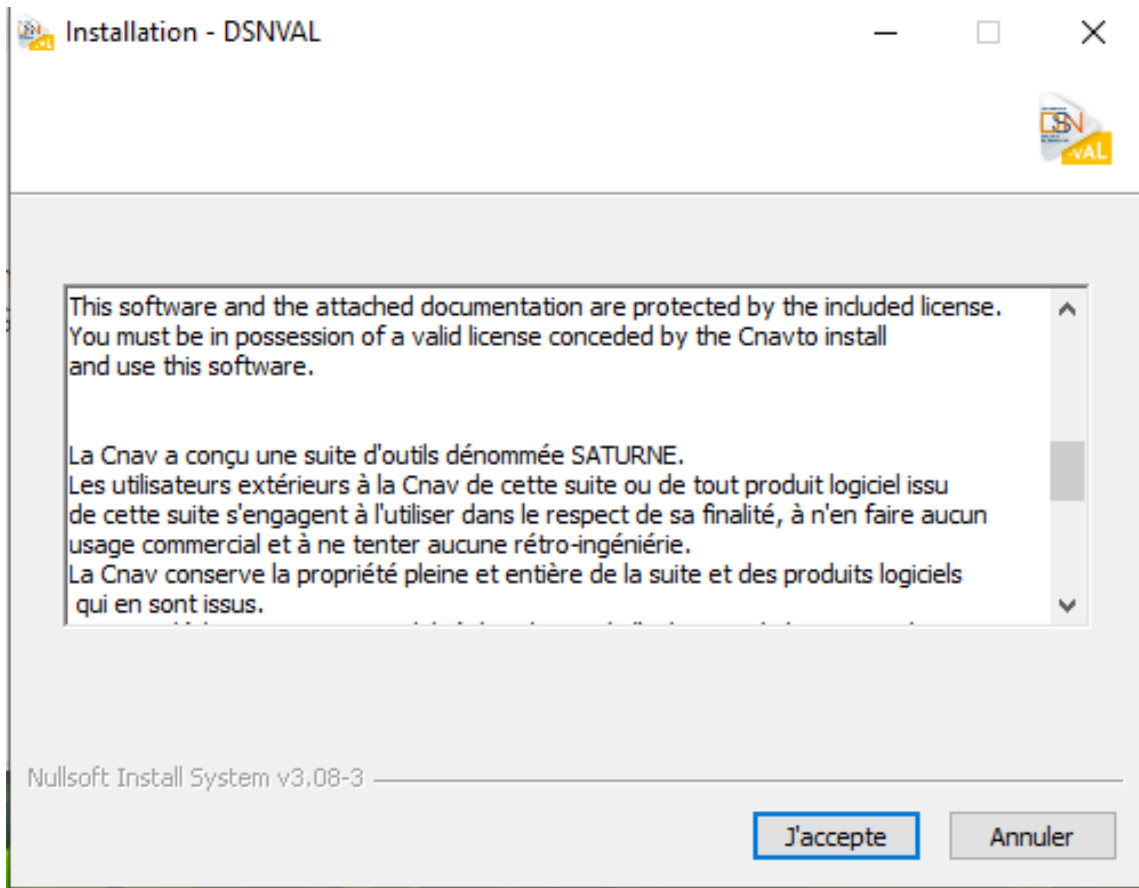 Installation - DSNVAL
DSN
-VAL
This software and the attached documentation are protected by the included license.
You must be in possession of a valid license conceded by the Cnavto install
and use this software.
La Cnav a conçu une suite d'outils dénommée SATURNE.
Les utilisateurs extérieurs à la Cnav de cette suite ou de tout produit logiciel issu
de cette suite s'engagent à l'utiliser dans le respect de sa finalité, à n'en faire aucun
usage commercial et à ne tenter aucune rétro-ingéniérie.
La Cnav conserve la propriété pleine et entière de la suite et des produits logiciels
qui en sont issus.
Nullsoft Install System v3.08-3
J'accepte
Annuler